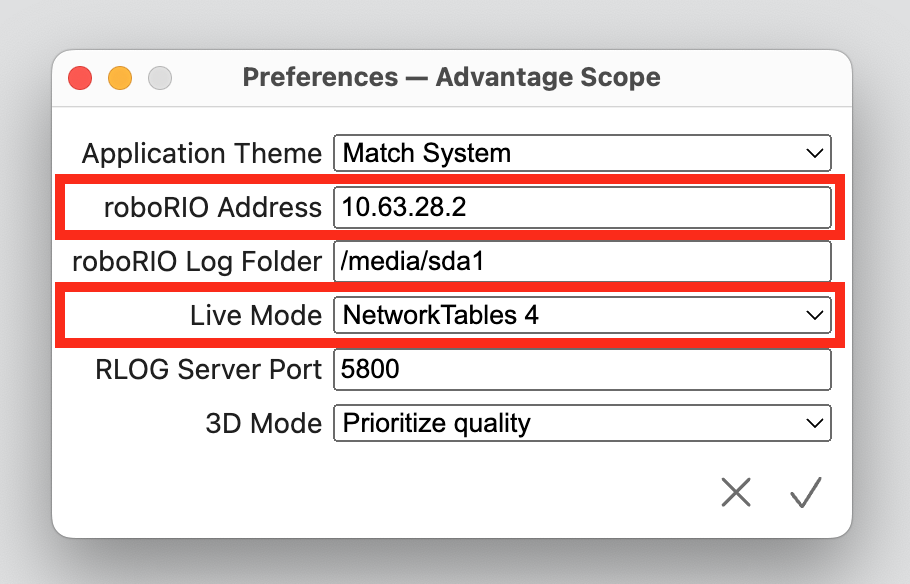 Preferences — Advantage Scope
Application Theme Match System
roboRIO Address 10.63.28.2
roboRIO Log Folder /media/sda1
Live Mode NetworkTables 4
RLOG Server Port 5800
3D Mode Prioritize quality